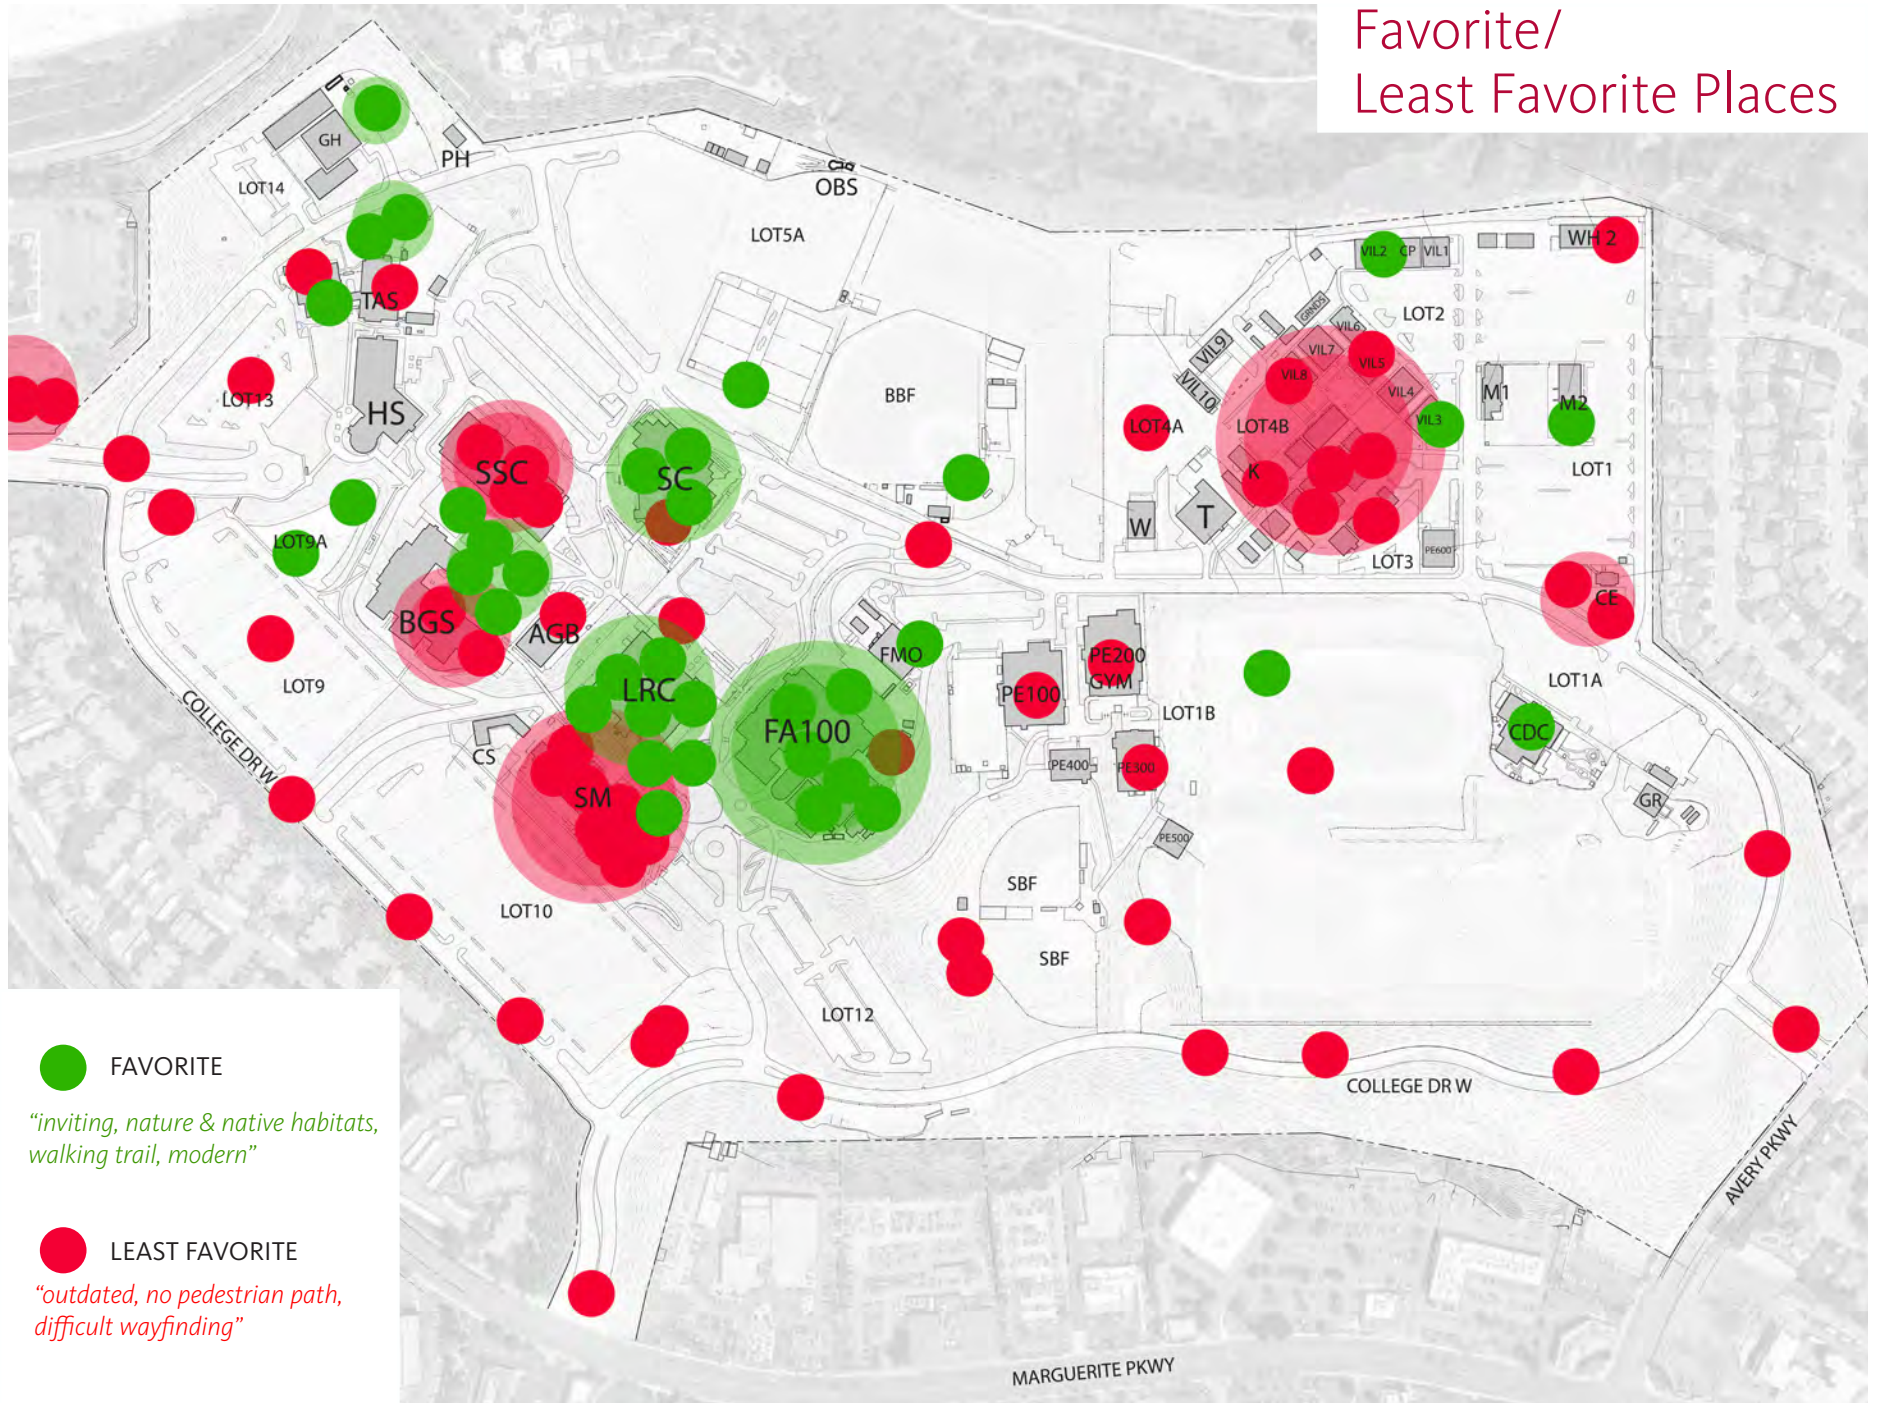 Favorite/
Least Favorite Places
GH
PH
LOT14
OBS
LOT5A
TAS
LOT13
HS
BBF
SSC
SC
LOT9A
BGS
AGB
LOT9
COLLEGE DR W
CS
LRC
SM
FA100
FMO
LOT10
LOT12
SBF
SBF
VIL2
CP
VIL1
WH 2
LOT2
GRNDS
VIL6
VIL7
VIL5
VIL9
VIL8
VIL10
VIL4
VIL3
M1
M2
LOT4A
LOT4B
K
LOT1
W
T
PE600
LOT3
CE
PE200
GYM
PE100
LOT1B
LOT1A
CDC
PE400
PE300
GR
PE500
COLLEGE DR W
AVERY PKWY
MARGUERITE PKWY
FAVORITE
“inviting, nature & native habitats,
walking trail, modern”
LEAST FAVORITE
“outdated, no pedestrian path,
difficult wayfinding”